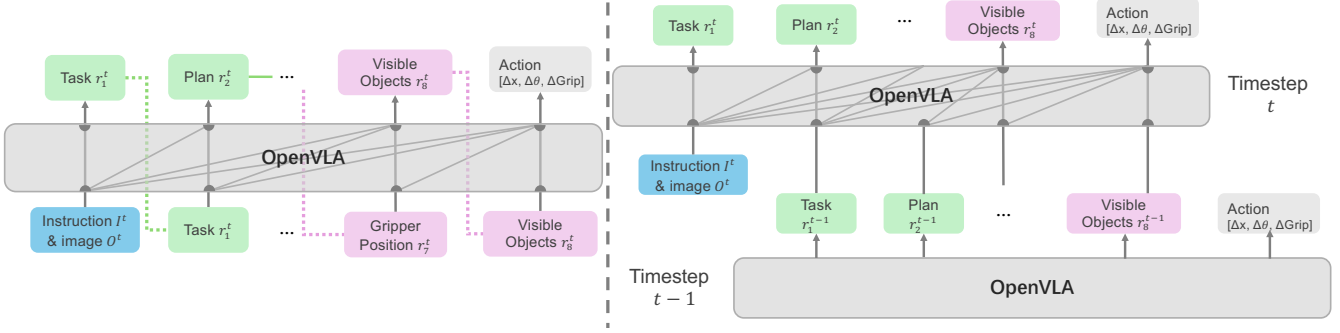 Task $r_1^t$
Plan $r_2^t$
...
Visible
Objects $r_8^t$
Action
[Δx, Δθ, ΔGrip]
OpenVLA
Instruction $I^t$
& image $O^t$
Task $r_1^t$
...
Gripper
Position $r_7^t$
Visible
Objects $r_8^t$
Task $r_1^t$
Plan $r_2^t$
...
Visible
Objects $r_8^t$
Action
[Δx, Δθ, ΔGrip]
OpenVLA
Timestep
$t$
Instruction $I^t$
& image $O^t$
Task
$r_1^{t-1}$
Plan
$r_2^{t-1}$
...
Visible
Objects $r_8^{t-1}$
Action
[Δx, Δθ, ΔGrip]
Timestep
$t-1$
OpenVLA